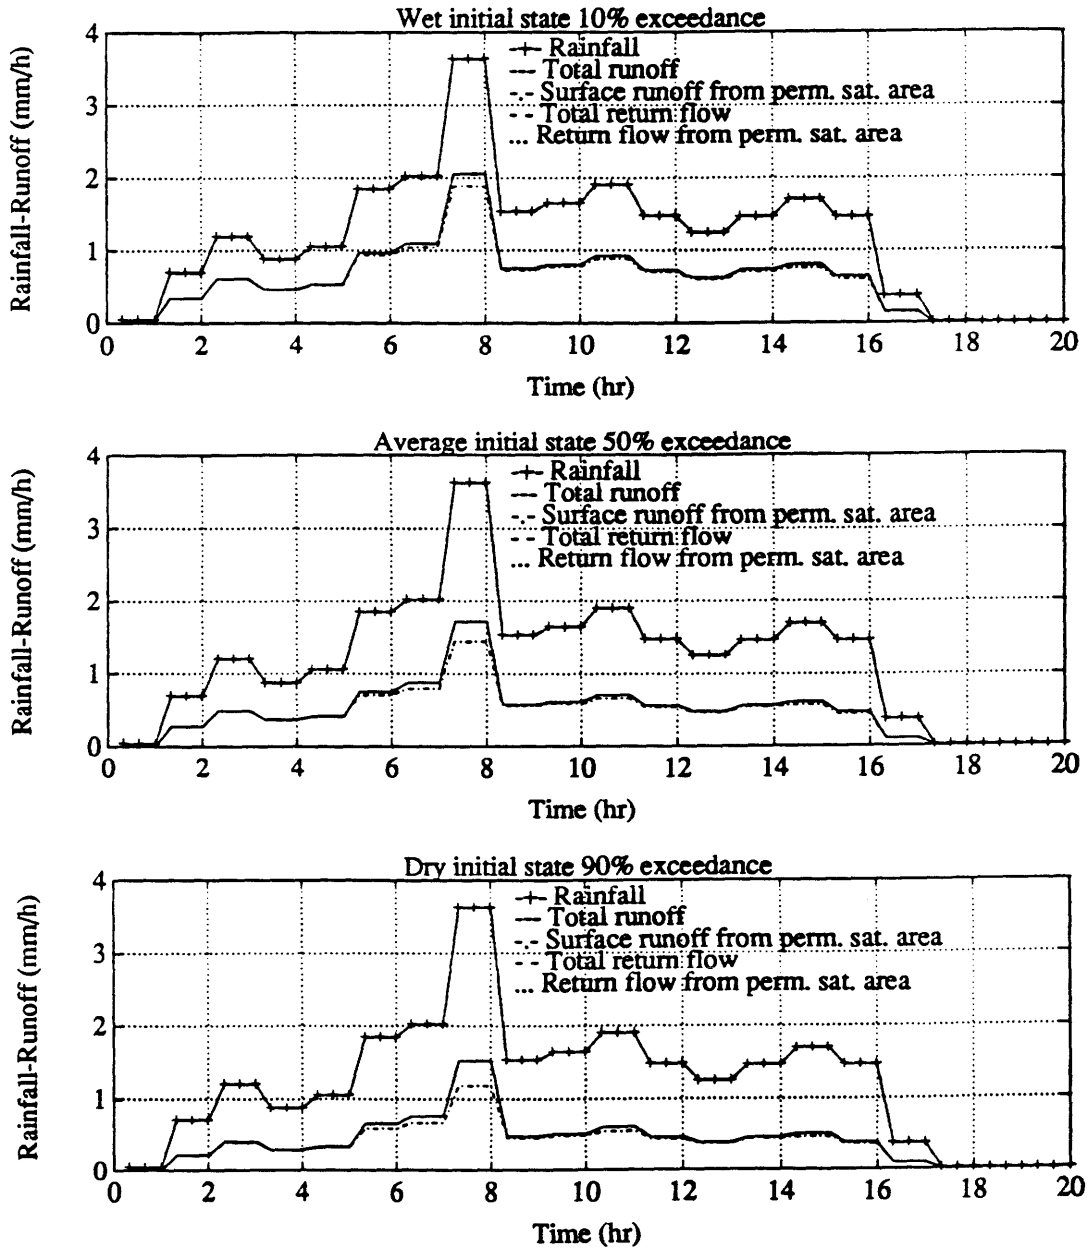 Wet initial state 10% exceedance
4
Rainfall
Total runoff
Surface runoff from perm. sat. area
Total return flow
... Return flow from perm. sat. area
3
2
1
0
Rainfall-Runoff (mm/h)
0 2 4 6 8 10 12 14 16 18 20
Time (hr)
Average initial state 50% exceedance
4
Rainfall
Total runoff
Surface runoff from perm. sat. area
Total return flow
... Return flow from perm. sat. area
3
2
1
0
Rainfall-Runoff (mm/h)
0 2 4 6 8 10 12 14 16 18 20
Time (hr)
Dry initial state 90% exceedance
4
Rainfall
Total runoff
Surface runoff from perm. sat. area
Total return flow
... Return flow from perm. sat. area
3
2
1
0
Rainfall-Runoff (mm/h)
0 2 4 6 8 10 12 14 16 18 20
Time (hr)